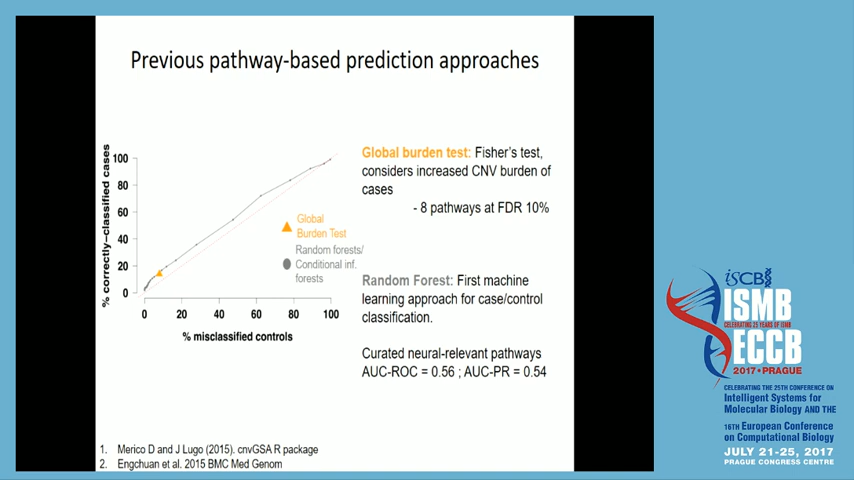 Previous pathway-based prediction approaches
% correctly–classified cases
100
80
60
40
20
0
0
20
40
60
80
100
% misclassified controls
Global
Burden Test
Random forests/
Conditional inf.
forests
Global burden test: Fisher's test,
considers increased CNV burden of
cases
- 8 pathways at FDR 10%
Random Forest: First machine
learning approach for case/control
classification.
Curated neural-relevant pathways
AUC-ROC = 0.56 ; AUC-PR = 0.54
1. Merico D and J Lugo (2015). cnvGSA R package
2. Engchuan et al. 2015 BMC Med Genom
iSCB
ISMB
CELEBRATING 25 YEARS OF ISMB
ECCB
2017 • PRAGUE
CELEBRATING THE 25TH CONFERENCE ON
Intelligent Systems for
Molecular Biology AND THE
16TH European Conference
on Computational Biology
JULY 21-25, 2017
PRAGUE CONGRESS CENTRE